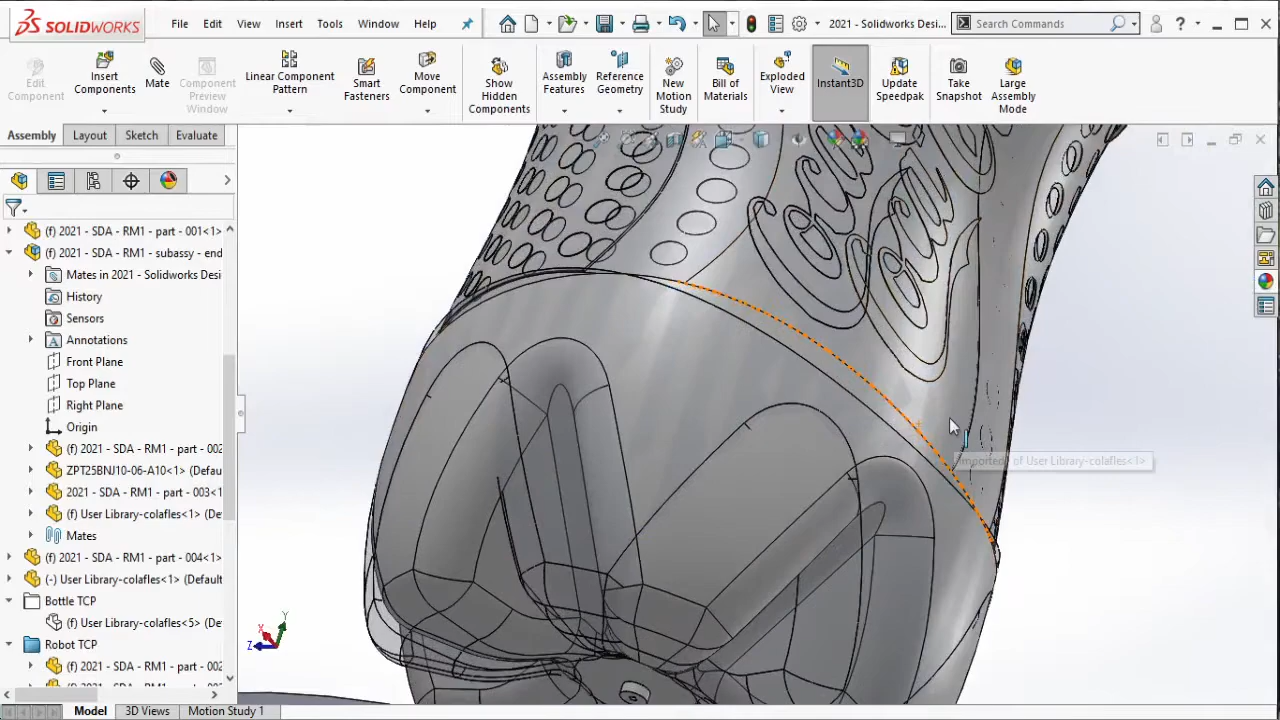 SOLIDWORKS
File Edit View Insert Tools Window Help
2021 - Solidworks Desi...
Search Commands
Edit Component
Insert Components
Mate
Component Preview Window
Linear Component Pattern
Smart Fasteners
Move Component
Show Hidden Components
Assembly Features
Reference Geometry
New Motion Study
Bill of Materials
Exploded View
Instant3D
Update Speedpak
Take Snapshot
Large Assembly Mode
Assembly Layout Sketch Evaluate
(f) 2021 - SDA - RM1 - part - 001<1>
(f) 2021 - SDA - RM1 - subassy - end
Mates in 2021 - Solidworks Desi
History
Sensors
Annotations
Front Plane
Top Plane
Right Plane
Origin
(f) 2021 - SDA - RM1 - part - 002
ZPT25BNJ10-06-A10<1> (Defau
2021 - SDA - RM1 - part - 003<1
(f) User Library-colafles<1> (De
Mates
(f) 2021 - SDA - RM1 - part - 004<1>
(-) User Library-colafles<1> (Default
Bottle TCP
(f) User Library-colafles<5> (De
Robot TCP
(f) 2021 - SDA - RM1 - part - 002
Imported1 of User Library-colafles<1>
Y
X
Z
Model 3D Views Motion Study 1